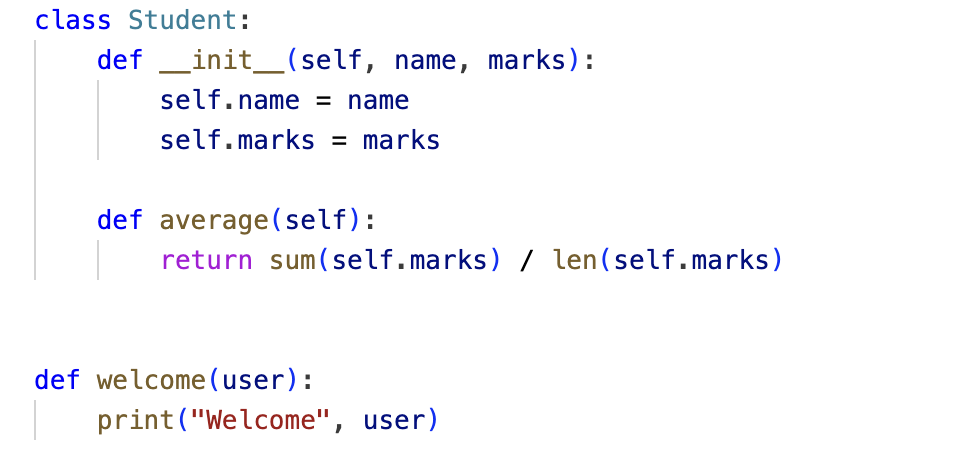 class Student:
    def __init__(self, name, marks):
        self.name = name
        self.marks = marks

    def average(self):
        return sum(self.marks) / len(self.marks)


def welcome(user):
    print("Welcome", user)